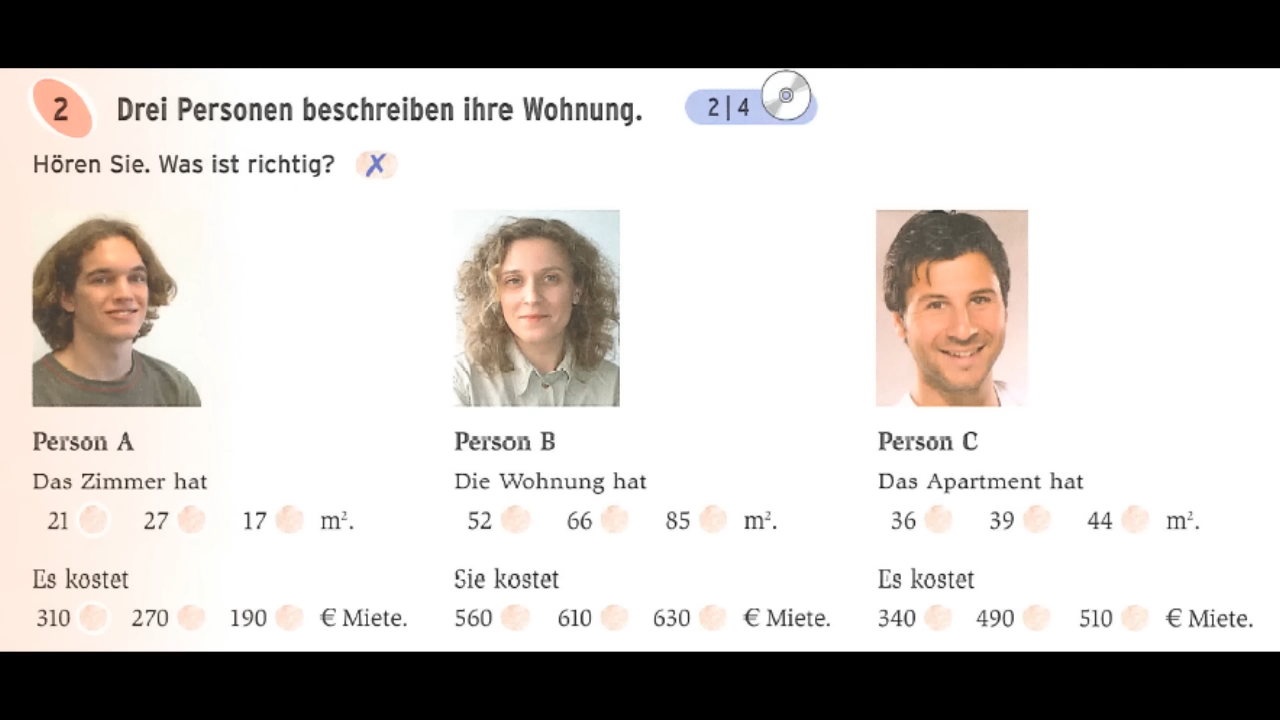 2 Drei Personen beschreiben ihre Wohnung. 2|4
Hören Sie. Was ist richtig? X
Person A
Das Zimmer hat
21 27 17 m².
Es kostet
310 270 190 € Miete.
Person B
Die Wohnung hat
52 66 85 m².
Sie kostet
560 610 630 € Miete.
Person C
Das Apartment hat
36 39 44 m².
Es kostet
340 490 510 € Miete.